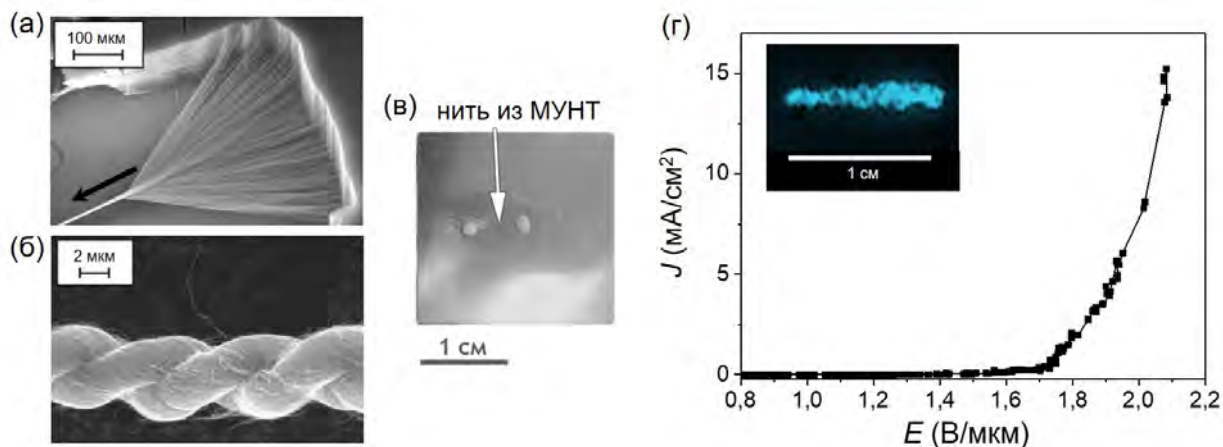 (а)
100 мкм
(б)
2 мкм
(в)
нить из МУНТ
1 см
(г)
1 см
J (мА/см²)
15
10
5
0
0,8 1,0 1,2 1,4 1,6 1,8 2,0 2,2
E (В/мкм)